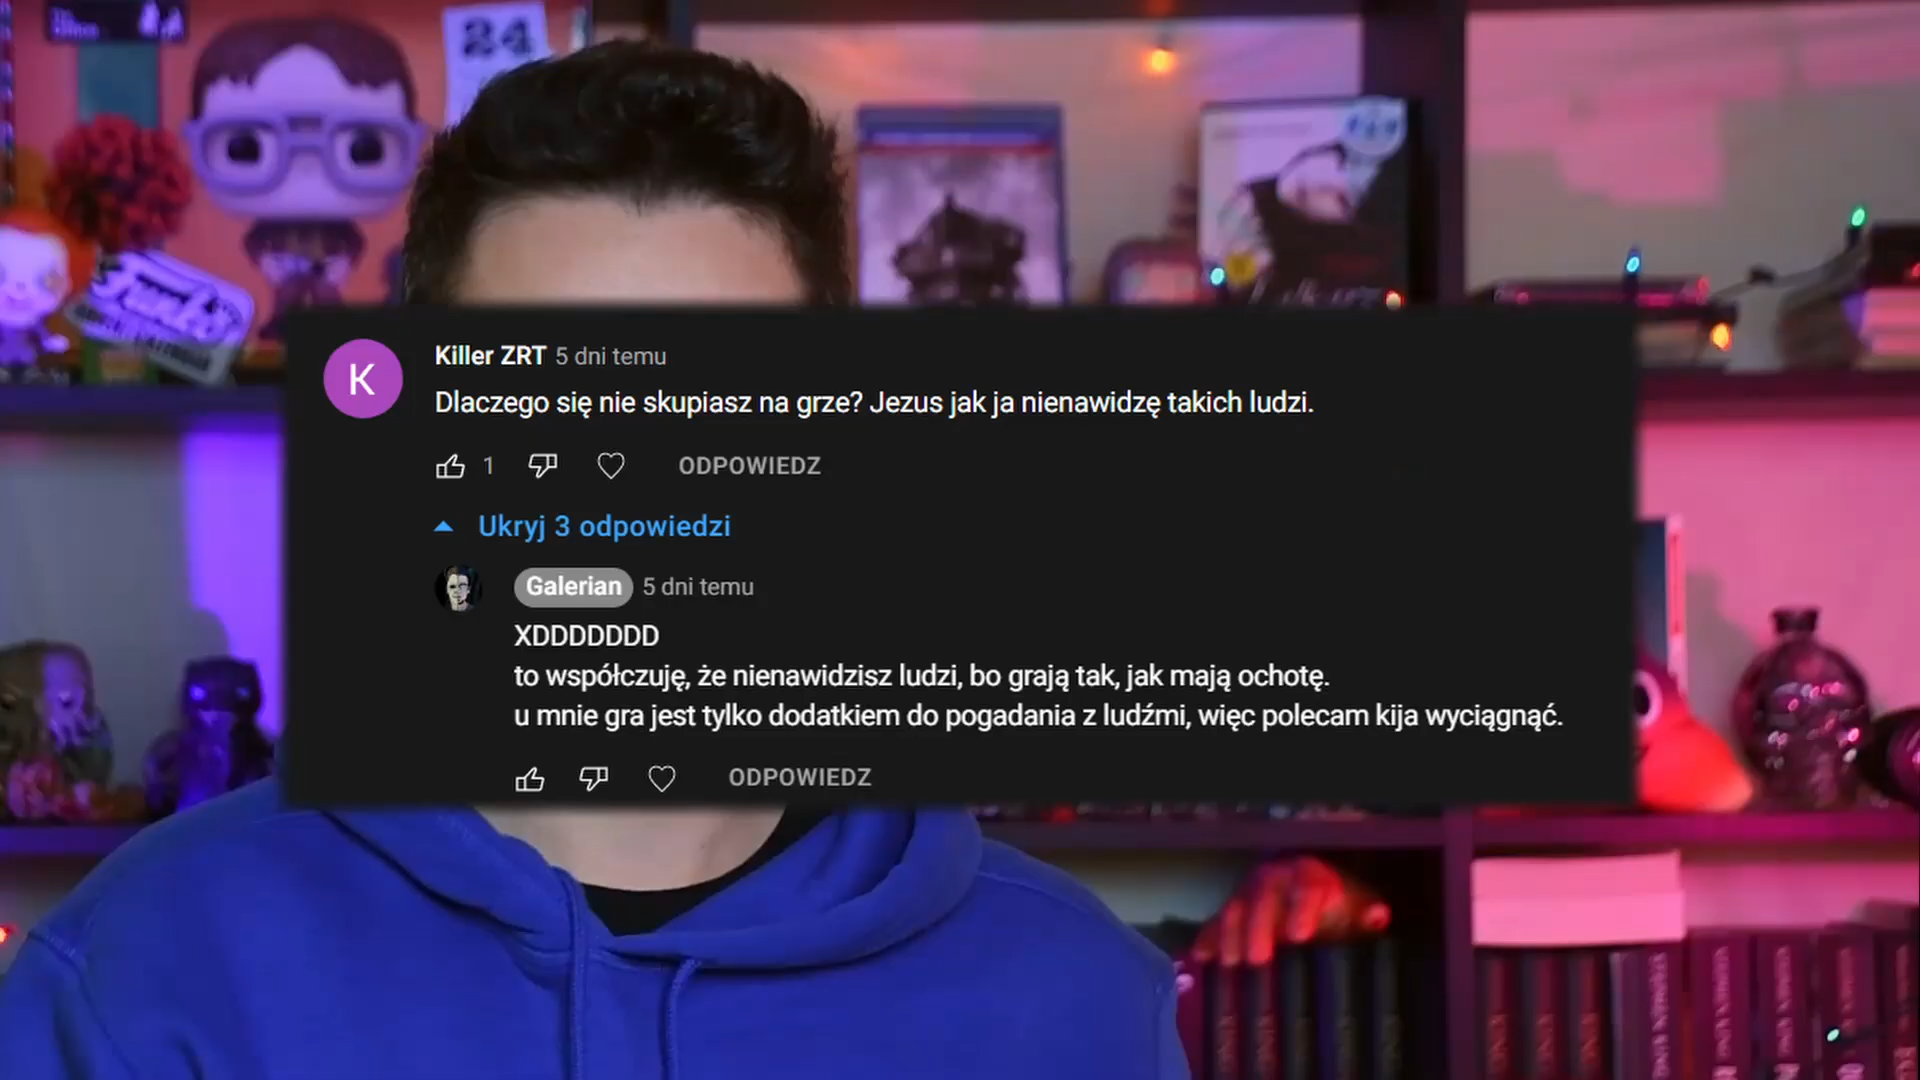 24
Funko
K
Killer ZRT 5 dni temu
Dlaczego się nie skupiasz na grze? Jezus jak ja nienawidzę takich ludzi.
1 ODPOWIEDZ
Ukryj 3 odpowiedzi
Galerian 5 dni temu
XDDDDDDD
to współczuję, że nienawidzisz ludzi, bo grają tak, jak mają ochotę.
u mnie gra jest tylko dodatkiem do pogadania z ludźmi, więc polecam kija wyciągnąć.
ODPOWIEDZ